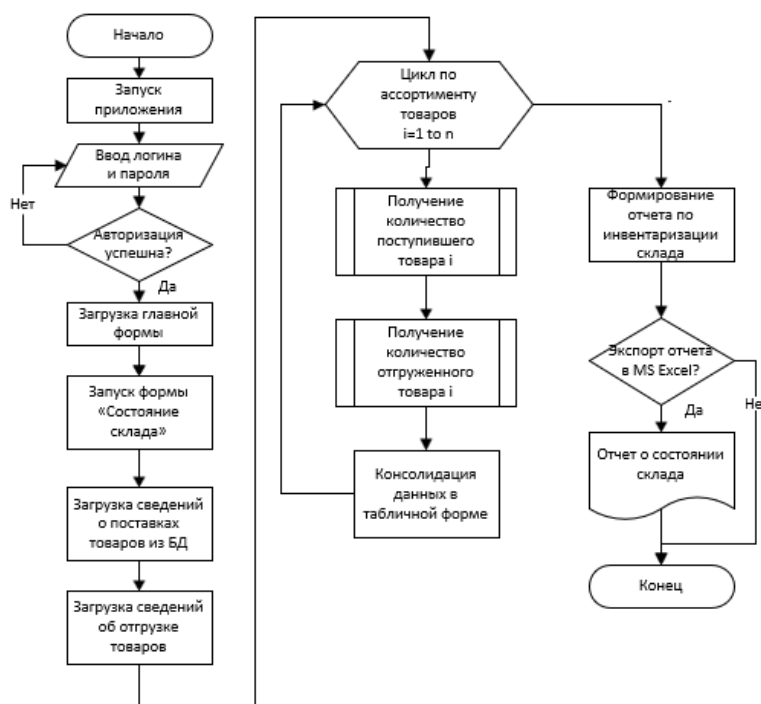 Начало
Запуск
приложения
Ввод логина
и пароля
Нет
Авторизация
успешна?
Да
Загрузка главной
формы
Запуск формы
«Состояние
склада»
Загрузка сведений
о поставках
товаров из БД
Загрузка сведений
об отгрузке
товаров
Цикл по
ассортименту
товаров
i=1 to n
Получение
количество
поступившего
товара i
Получение
количество
отгруженного
товара i
Консолидация
данных в
табличной форме
Формирование
отчета по
инвентаризации
склада
Экспорт отчета
в MS Excel?
Да
Не
Отчет о состоянии
склада
Конец